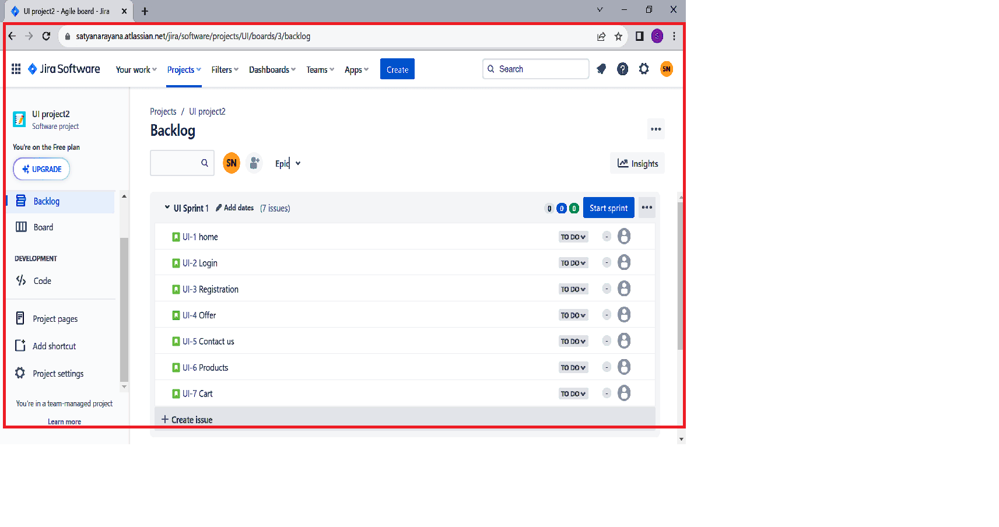 UI project2 - Agile board - Jira
satyanarayana.atlassian.net/jira/software/projects/UI/boards/3/backlog
S
Jira Software Your work Projects Filters Dashboards Teams Apps Create Search SN
UI project2
Software project
You're on the Free plan
UPGRADE
Backlog
Board
DEVELOPMENT
Code
Project pages
Add shortcut
Project settings
You're in a team-managed project
Learn more
Projects / UI project2
Backlog
SN Epic Insights
UI Sprint 1 Add dates (7 issues) 0 0 0 Start sprint
UI-1 home TO DO -
UI-2 Login TO DO -
UI-3 Registration TO DO -
UI-4 Offer TO DO -
UI-5 Contact us TO DO -
UI-6 Products TO DO -
UI-7 Cart TO DO -
+ Create issue